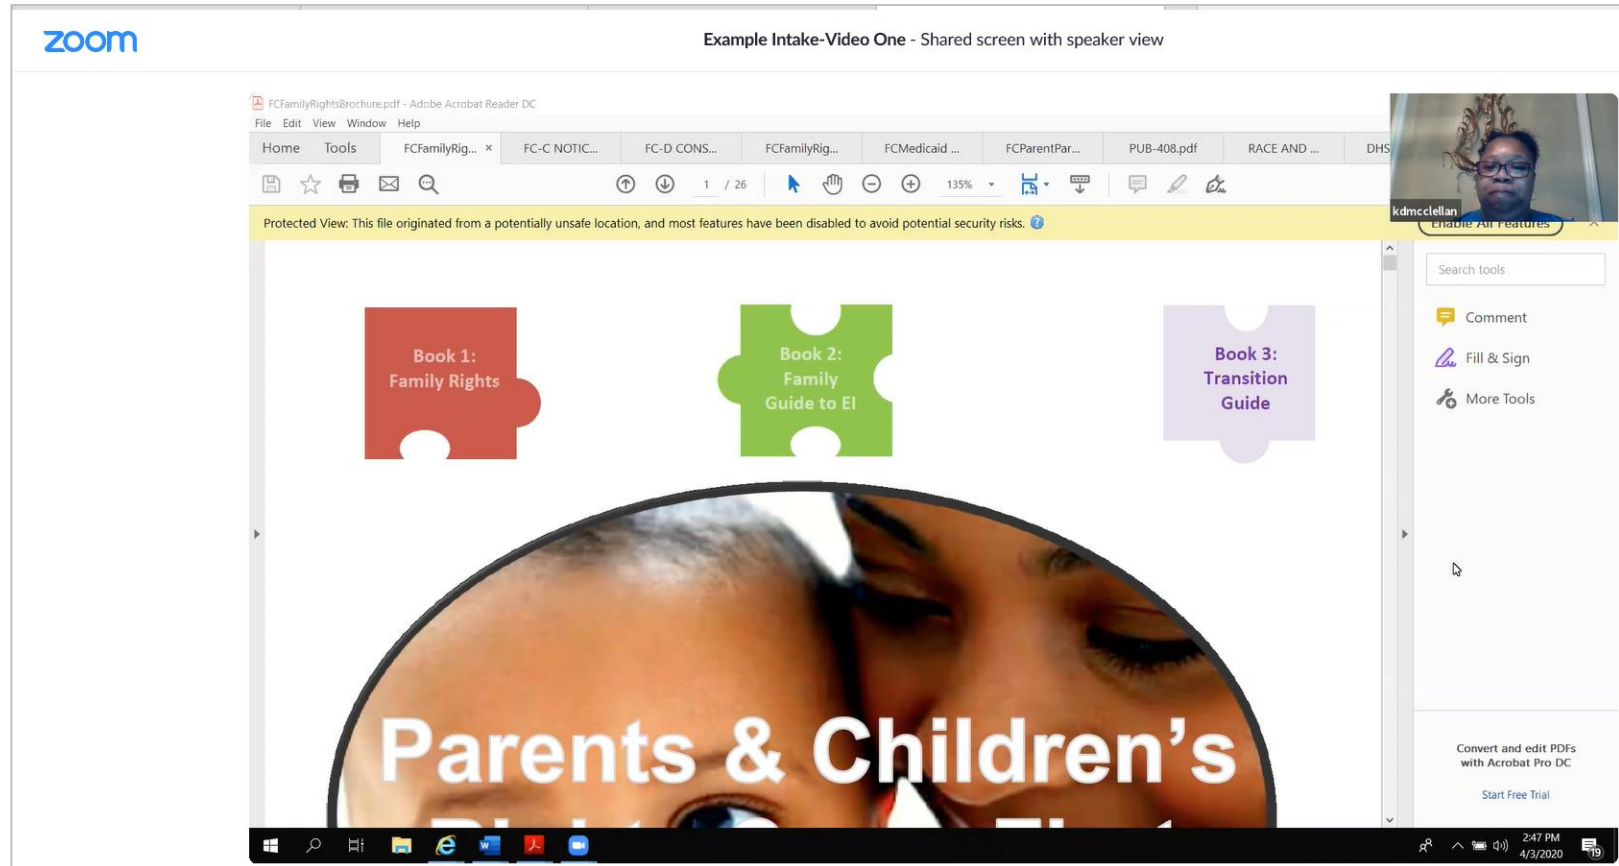 zoom
Example Intake-Video One - Shared screen with speaker view
FCFamilyRightsBrochure.pdf - Adobe Acrobat Reader DC
File Edit View Window Help
Home Tools FCFamilyRig... × FC-C NOTIC... FC-D CONS... FCFamilyRig... FCMedicaid ... FCParentPar... PUB-408.pdf RACE AND ... DHS
1 / 26 135%
kdmcclellan
Protected View: This file originated from a potentially unsafe location, and most features have been disabled to avoid potential security risks. ?
Enable All Features
Search tools
Comment
Fill & Sign
More Tools
Book 1:
Family Rights
Book 2:
Family
Guide to EI
Book 3:
Transition
Guide
Parents & Children's
Convert and edit PDFs
with Acrobat Pro DC
Start Free Trial
2:47 PM
4/3/2020
19